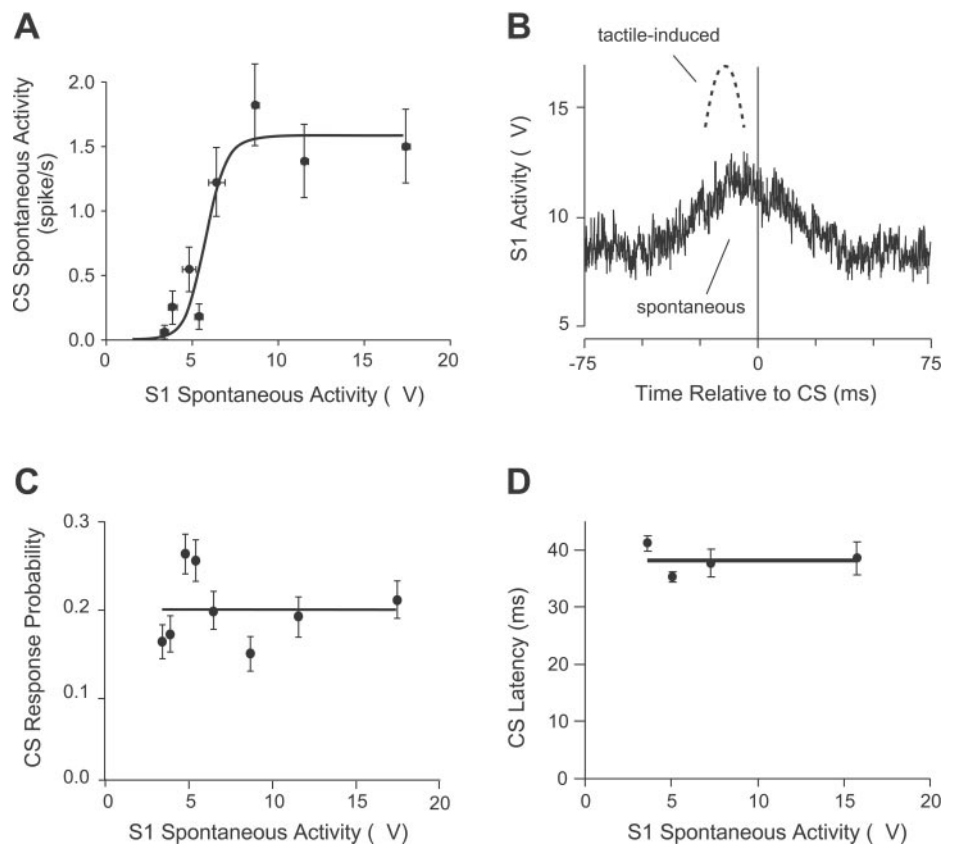 A
CS Spontaneous Activity
(spike/s)
2.0
1.5
1.0
0.5
0.0
0 5 10 15 20
S1 Spontaneous Activity ( V)
B
tactile-induced
S1 Activity ( V)
15
10
5
spontaneous
-75 0 75
Time Relative to CS (ms)
C
CS Response Probability
0.3
0.2
0.1
0.0
0 5 10 15 20
S1 Spontaneous Activity ( V)
D
CS Latency (ms)
40
30
20
10
0
0 5 10 15 20
S1 Spontaneous Activity ( V)